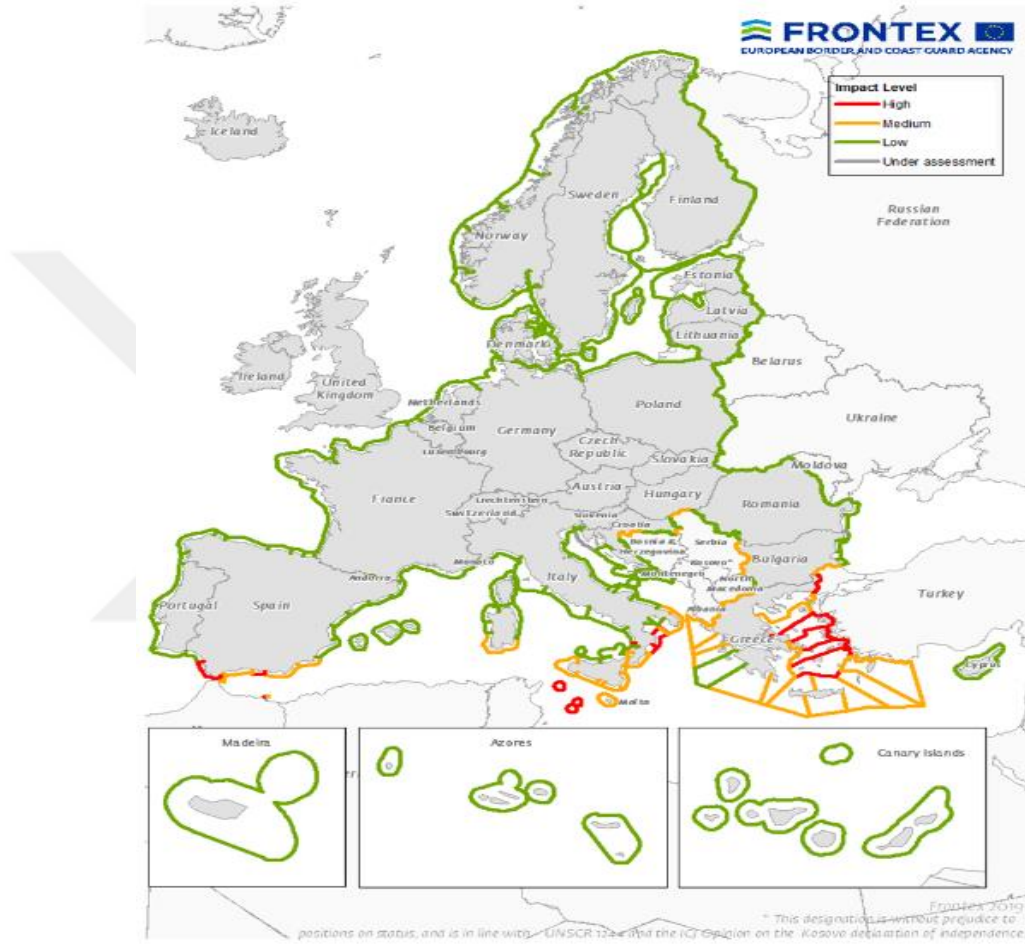 FRONTEX
EUROPEAN BORDER AND COAST GUARD AGENCY
Impact Level
High
Medium
Low
Under assessment
Iceland
Russian
Federation
Sweden
Finland
Norway
Estonia
Latvia
Lithuania
Denmark
Belarus
Ireland
United
Kingdom
Netherlands
Belgium
Luxembourg
Germany
Poland
Ukraine
Czech
Republic
Slovakia
Moldova
France
Liechtenstein
Switzerland
Austria
Hungary
Romania
Slovenia
Croatia
Bosnia &
Herzegovina
Serbia
Kosovo*
Montenegro
Bulgaria
North
Macedonia
Albania
Monaco
Italy
Andorra
Portugal
Spain
Greece
Turkey
Cyprus
Malta
Madeira
Azores
Canary Islands
Frontex 2019
* This designation is without prejudice to
positions on status, and is in line with UNSCR 1244 and the ICJ Opinion on the Kosovo declaration of independence